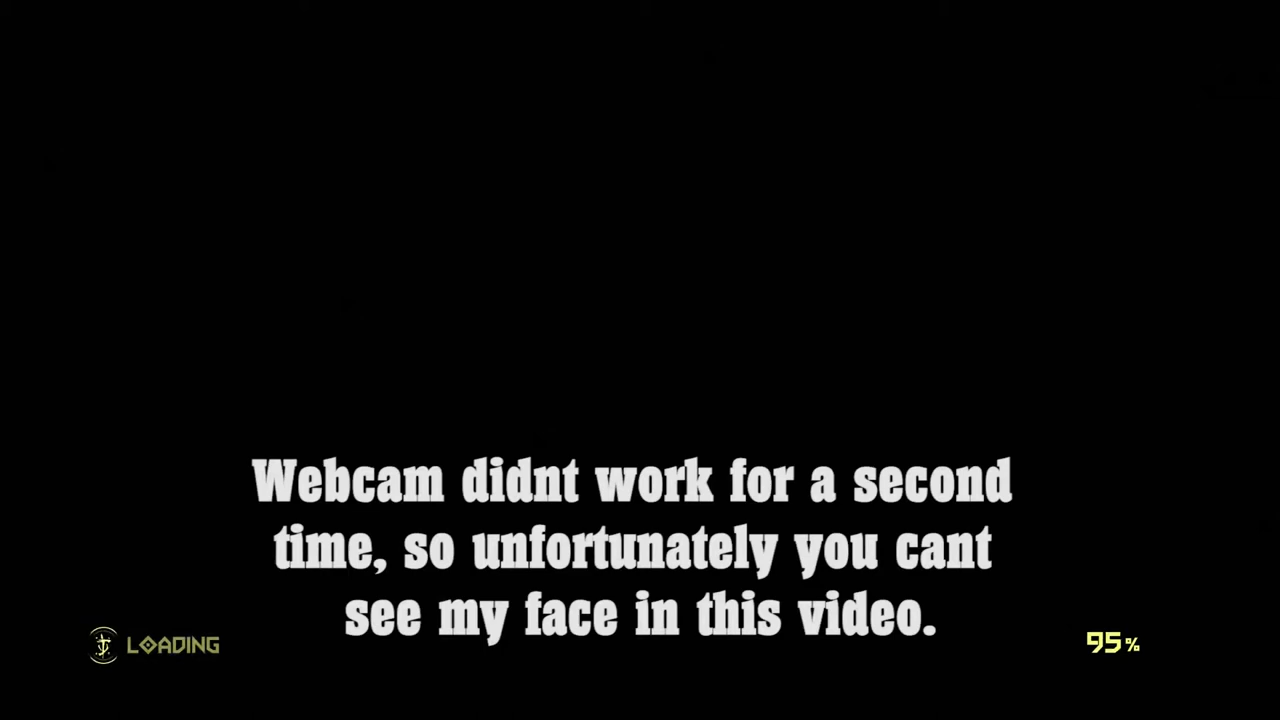 Webcam didnt work for a second
time, so unfortunately you cant
see my face in this video.
LOADING
95%